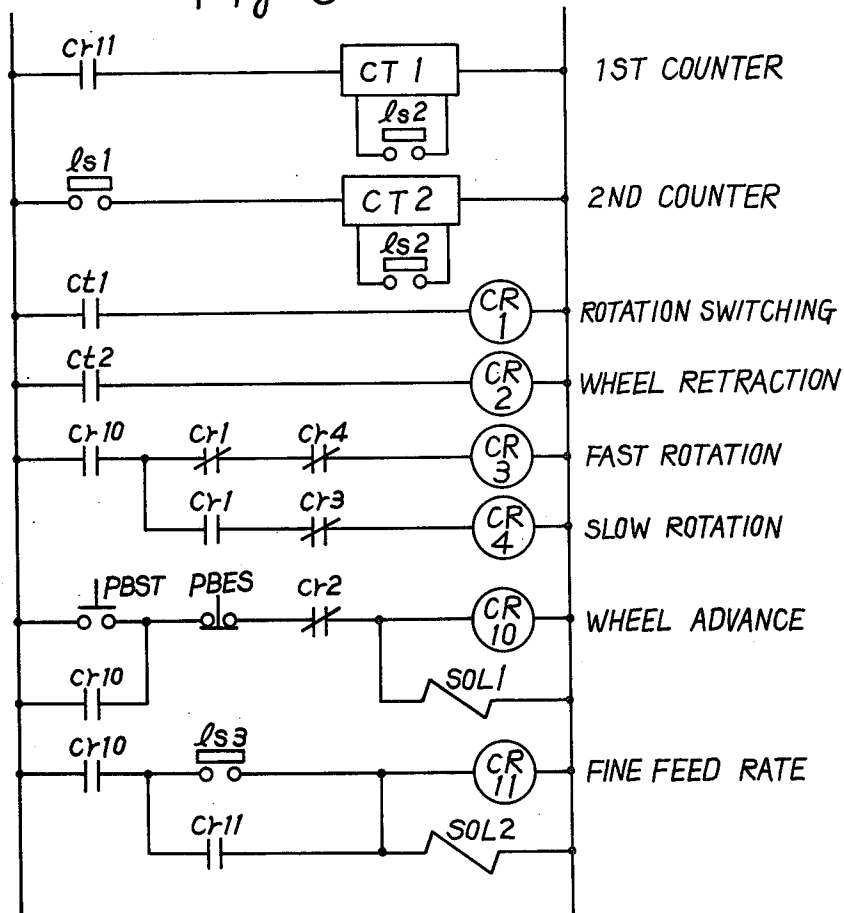 cr11 CT 1 1ST COUNTER
ls2
ls1 CT2 2ND COUNTER
ls2
ct1 CR 1 ROTATION SWITCHING
ct2 CR 2 WHEEL RETRACTION
cr10 cr1 cr4 CR 3 FAST ROTATION
cr1 cr3 CR 4 SLOW ROTATION
PBST PBES cr2 CR 10 WHEEL ADVANCE
cr10 SOL1
cr10 ls3 CR 11 FINE FEED RATE
cr11 SOL2